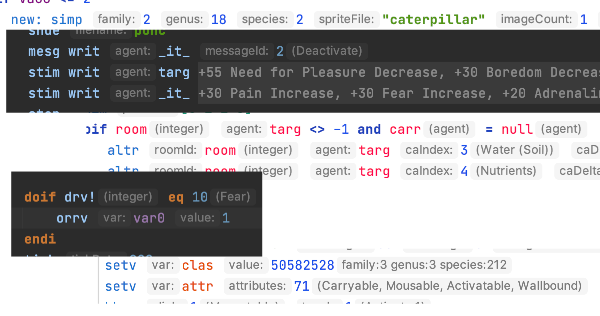 new: simp family: 2 genus: 18 species: 2 spriteFile: "caterpillar" imageCount: 1
mesg writ agent: _it_ messageId: 2 (Deactivate)
stim writ agent: targ +55 Need for Pleasure Decrease, +30 Boredom Decrea
stim writ agent: _it_ +30 Pain Increase, +30 Fear Increase, +20 Adrenali
oif room (integer) agent: targ <> -1 and carr (agent) = null (agent)
altr roomId: room (integer) agent: targ caIndex: 3 (Water (Soil)) caD
altr roomId: room (integer) agent: targ caIndex: 4 (Nutrients) caDelta
doif drv! (integer) eq 10 (Fear)
orrv var: var0 value: 1
endi
setv var: clas value: 50582528 family:3 genus:3 species:212
setv var: attr attributes: 71 (Carryable, Mousable, Activatable, Wallbound)